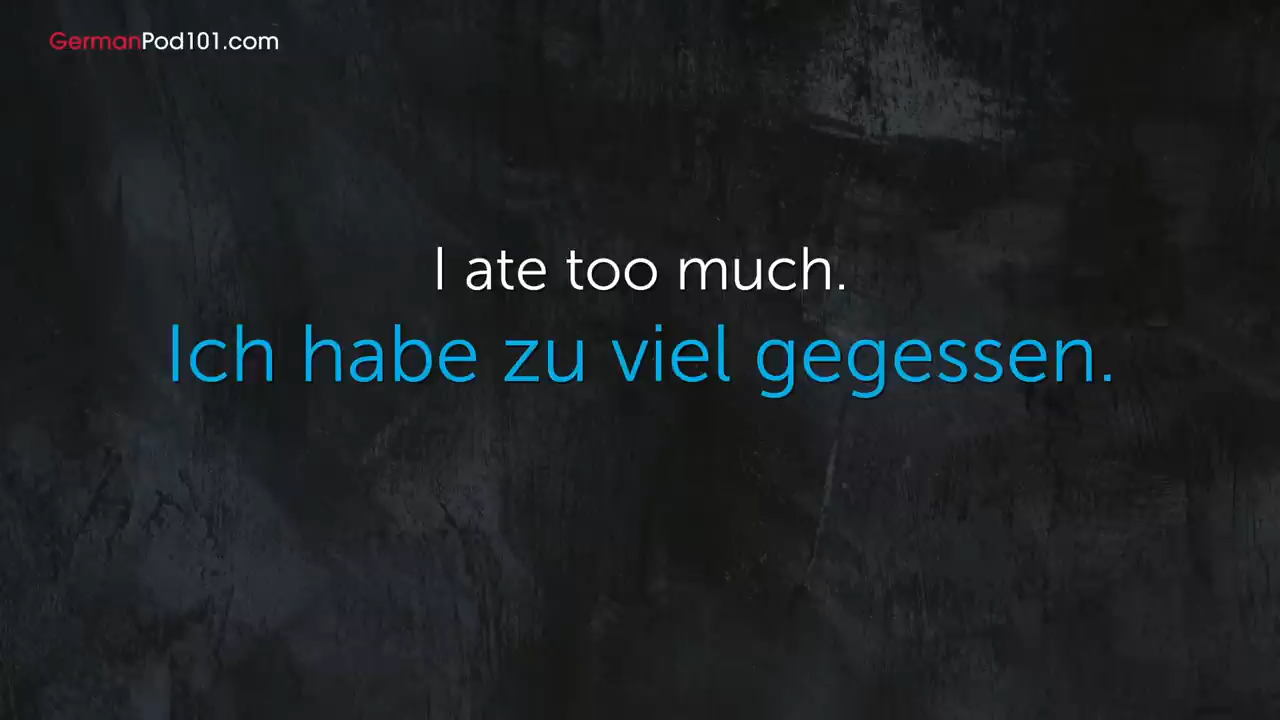 GermanPod101.com
I ate too much.
Ich habe zu viel gegessen.